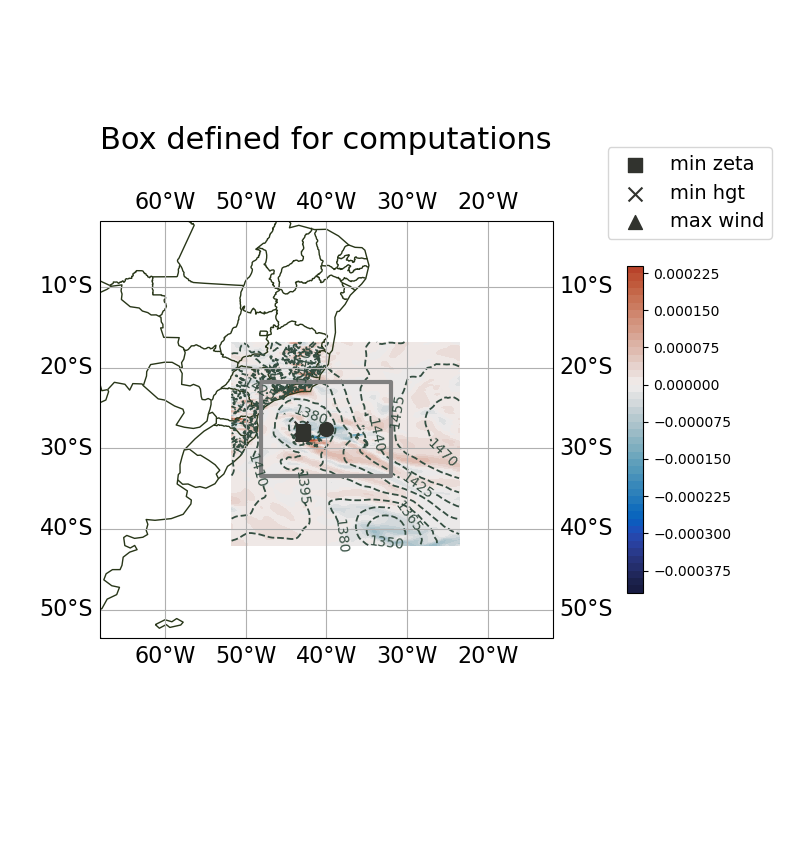 Box defined for computations
min zeta
min hgt
max wind
60°W 50°W 40°W 30°W 20°W
10°S 10°S
20°S 20°S
30°S 30°S
40°S 40°S
50°S 50°S
60°W 50°W 40°W 30°W 20°W
0.000225
0.000150
0.000075
0.000000
−0.000075
−0.000150
−0.000225
−0.000300
−0.000375
1380
1455
1440
1470
1410
1395
1425
1365
1380
1350